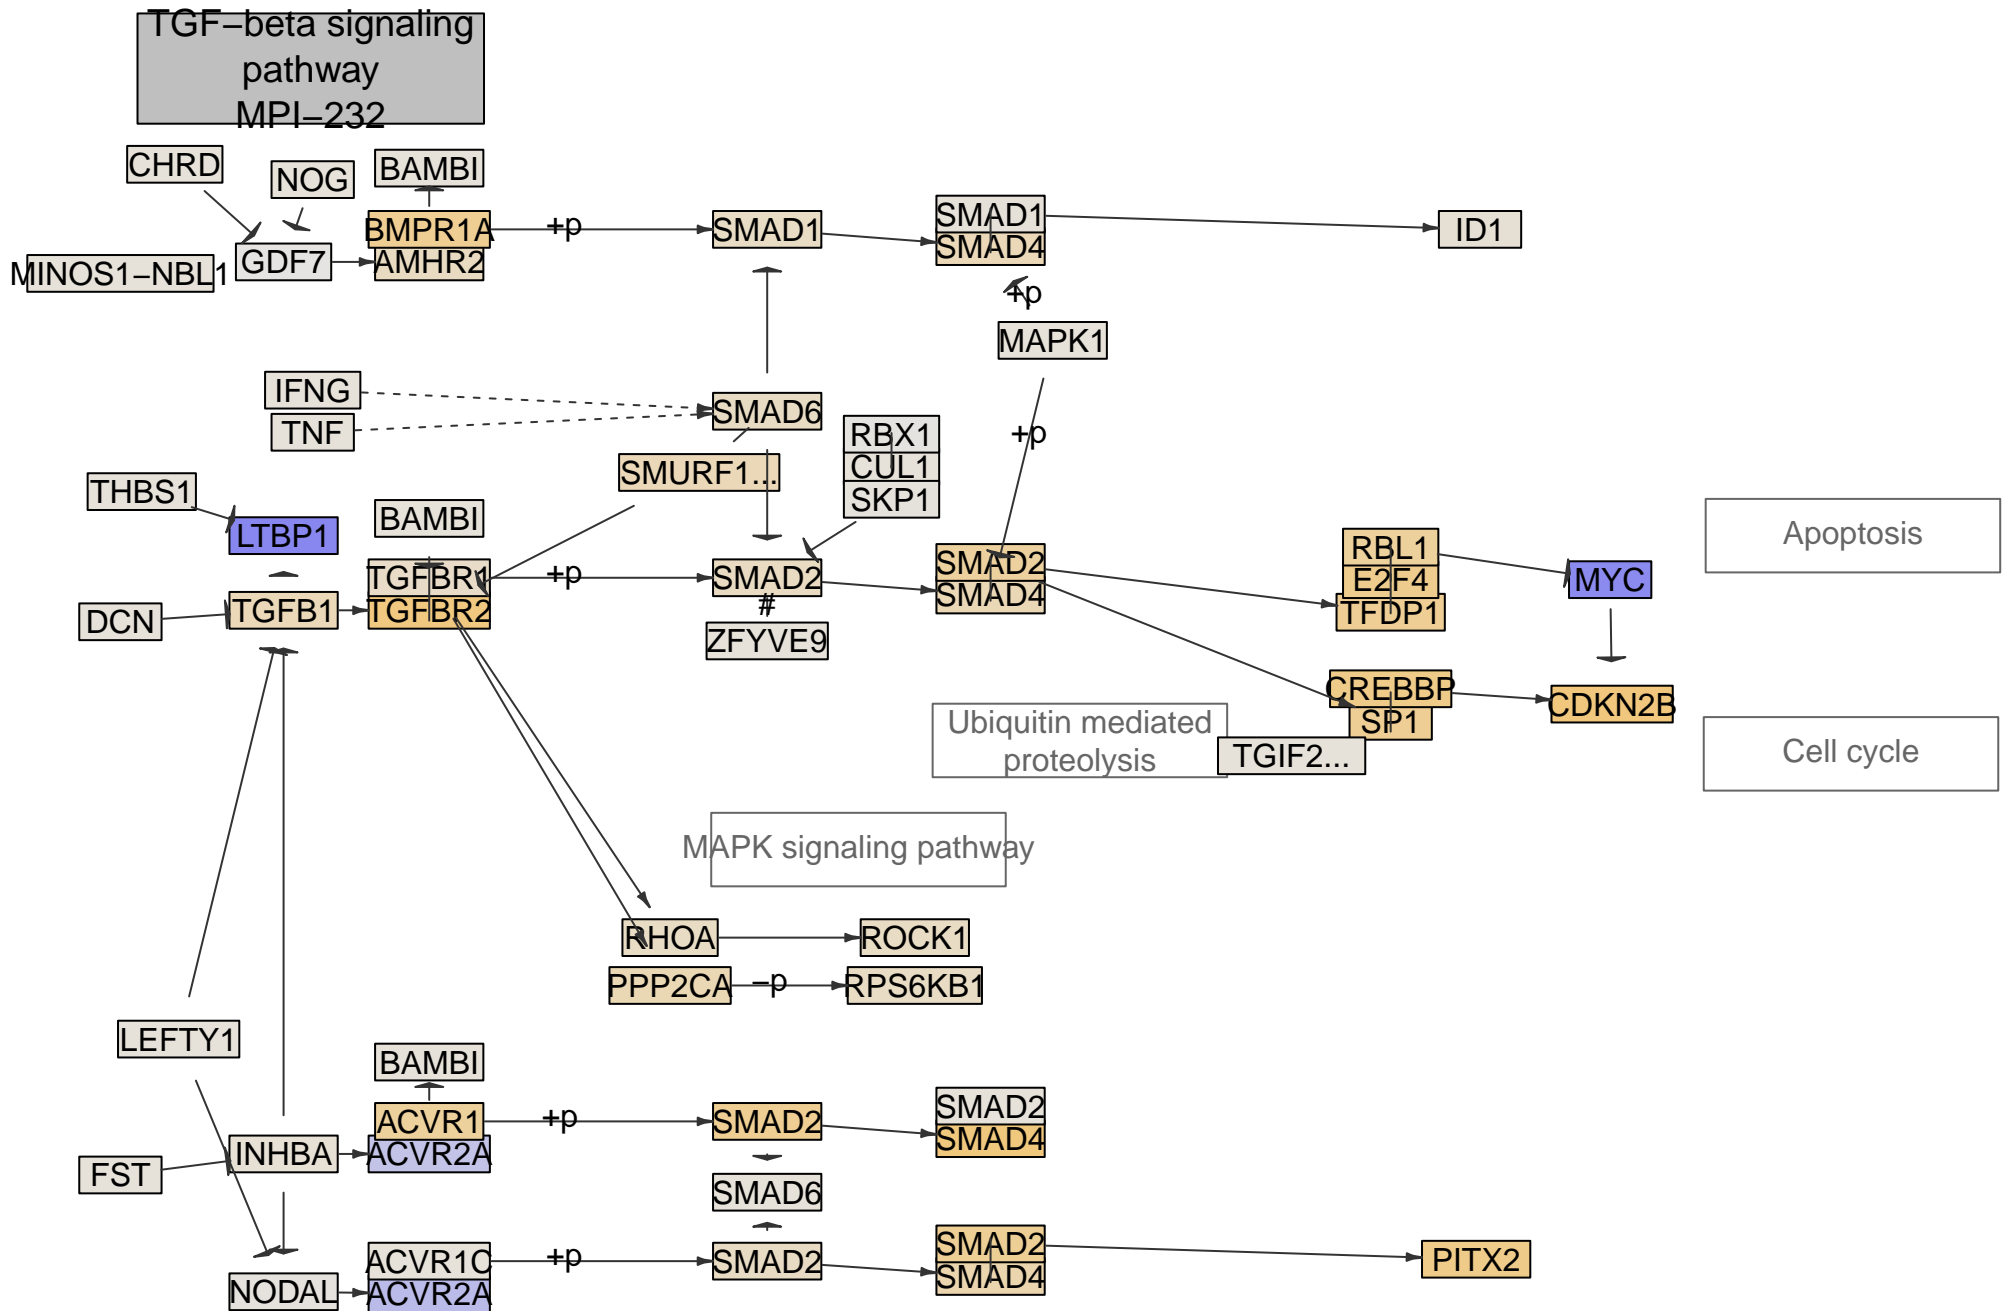 TGF−beta signaling
pathway
MPI−232
CHRD
NOG
BAMBI
BMPR1A
+p
SMAD1
SMAD1
SMAD4
ID1
MINOS1−NBL1
GDF7
AMHR2
+p
MAPK1
IFNG
TNF
SMAD6
+p
RBX1
CUL1
SKP1
SMURF1...
THBS1
LTBP1
BAMBI
Apoptosis
TGFBR1
TGFBR2
+p
SMAD2
#
ZFYVE9
SMAD2
SMAD4
RBL1
E2F4
TFDP1
MYC
DCN
TGFB1
CREBBP
SP1
CDKN2B
Ubiquitin mediated
proteolysis
TGIF2...
Cell cycle
MAPK signaling pathway
RHOA
ROCK1
PPP2CA
−p
RPS6KB1
LEFTY1
BAMBI
ACVR1
ACVR2A
+p
SMAD2
SMAD2
SMAD4
FST
INHBA
SMAD6
ACVR1C
ACVR2A
+p
SMAD2
SMAD2
SMAD4
PITX2
NODAL